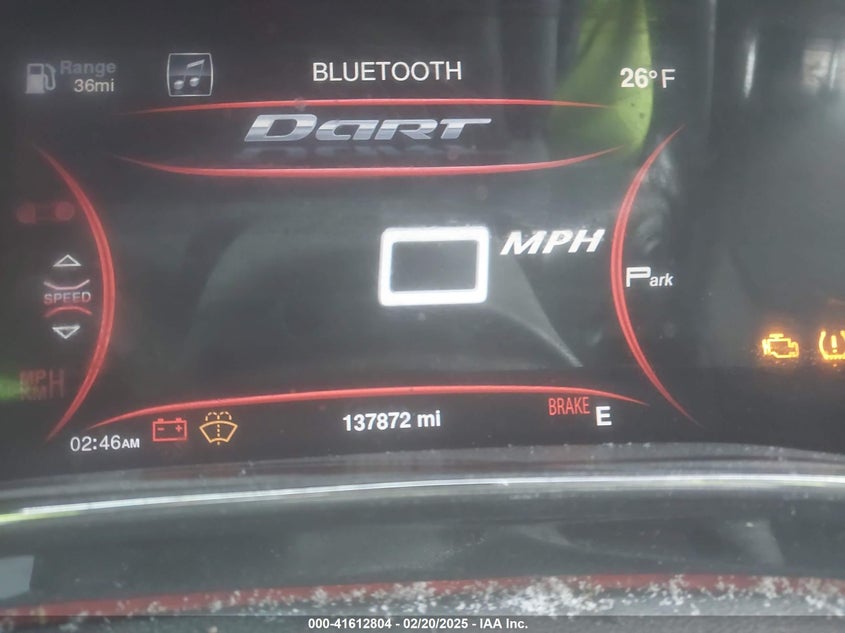 Range
36mi
BLUETOOTH
26°F
DART
0 MPH
Park
SPEED
MPH
02:46AM
137872 mi
BRAKE
E
000-41612804 - 02/20/2025 - IAA Inc.